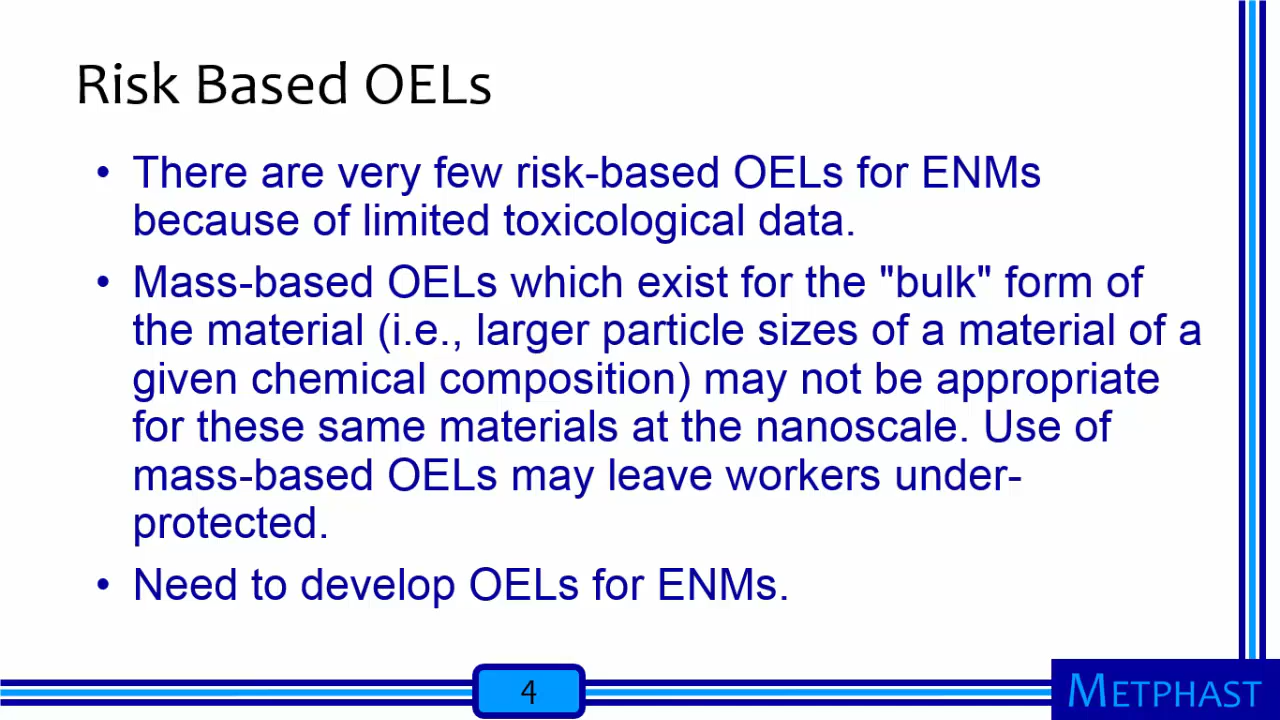 Risk Based OELs
• There are very few risk-based OELs for ENMs
because of limited toxicological data.
• Mass-based OELs which exist for the "bulk" form of
the material (i.e., larger particle sizes of a material of a
given chemical composition) may not be appropriate
for these same materials at the nanoscale. Use of
mass-based OELs may leave workers under-
protected.
• Need to develop OELs for ENMs.
4
METPHAST